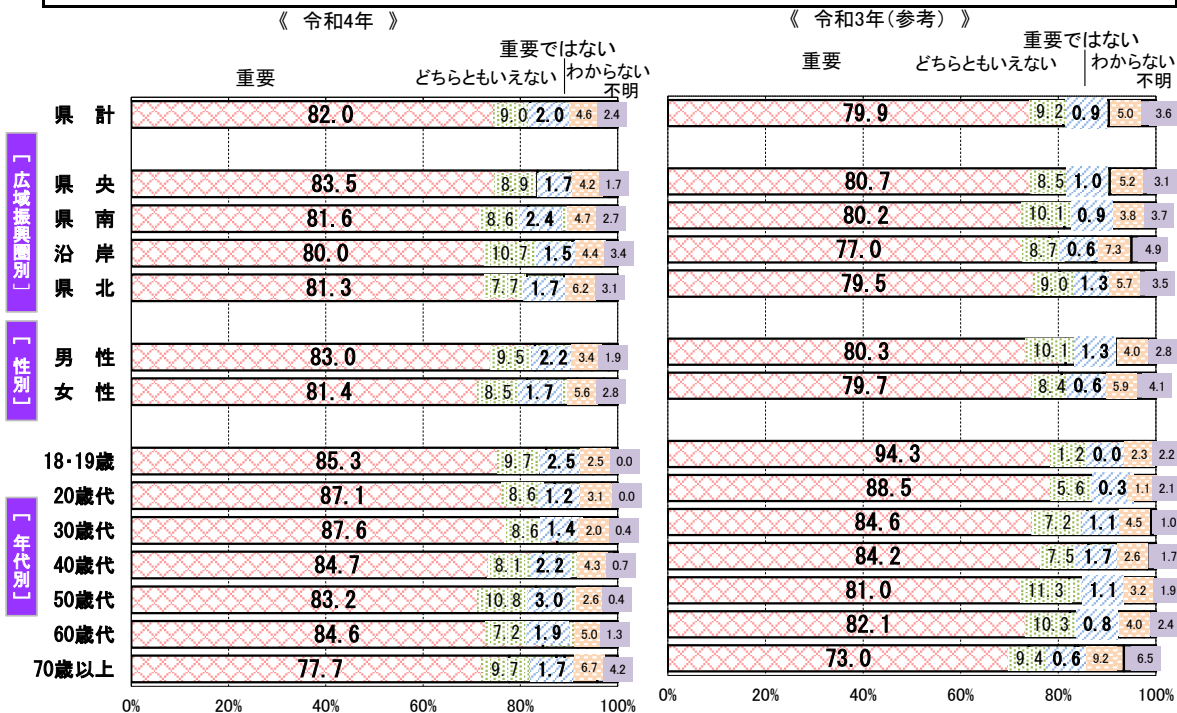 《 令和4年 》
重要
どちらともいえない
重要ではない
わからない
不明
県 計 82.0 9.0 2.0 4.6 2.4
[広域振興圏別]
県 央 83.5 8.9 1.7 4.2 1.7
県 南 81.6 8.6 2.4 4.7 2.7
沿 岸 80.0 10.7 1.5 4.4 3.4
県 北 81.3 7.7 1.7 6.2 3.1
[性別]
男 性 83.0 9.5 2.2 3.4 1.9
女 性 81.4 8.5 1.7 5.6 2.8
[年代別]
18・19歳 85.3 9.7 2.5 2.5 0.0
20歳代 87.1 8.6 1.2 3.1 0.0
30歳代 87.6 8.6 1.4 2.0 0.4
40歳代 84.7 8.1 2.2 4.3 0.7
50歳代 83.2 10.8 3.0 2.6 0.4
60歳代 84.6 7.2 1.9 5.0 1.3
70歳以上 77.7 9.7 1.7 6.7 4.2
0% 20% 40% 60% 80% 100%
《 令和3年(参考) 》
重要
どちらともいえない
重要ではない
わからない
不明
79.9 9.2 0.9 5.0 3.6
80.7 8.5 1.0 5.2 3.1
80.2 10.1 0.9 3.8 3.7
77.0 8.7 0.6 7.3 4.9
79.5 9.0 1.3 5.7 3.5
80.3 10.1 1.3 4.0 2.8
79.7 8.4 0.6 5.9 4.1
94.3 1.2 0.0 2.3 2.2
88.5 5.6 0.3 1.1 2.1
84.6 7.2 1.1 4.5 1.0
84.2 7.5 1.7 2.6 1.7
81.0 11.3 1.1 3.2 1.9
82.1 10.3 0.8 4.0 2.4
73.0 9.4 0.6 9.2 6.5
0% 20% 40% 60% 80% 100%